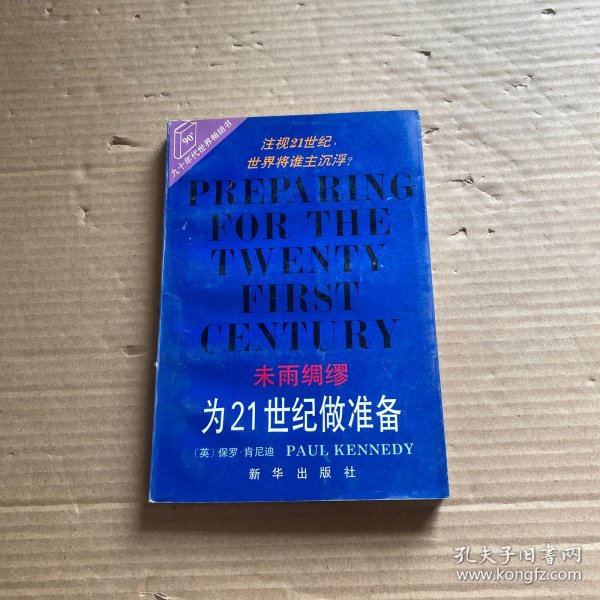 90'
九十年代世界畅销书
注视21世纪·
世界将谁主沉浮?
PREPARING
FOR THE
TWENTY
FIRST
CENTURY
未雨绸缪
为21世纪做准备
〔英〕保罗·肯尼迪 PAUL KENNEDY
新华出版社
孔夫子旧书网
www.kongfz.com